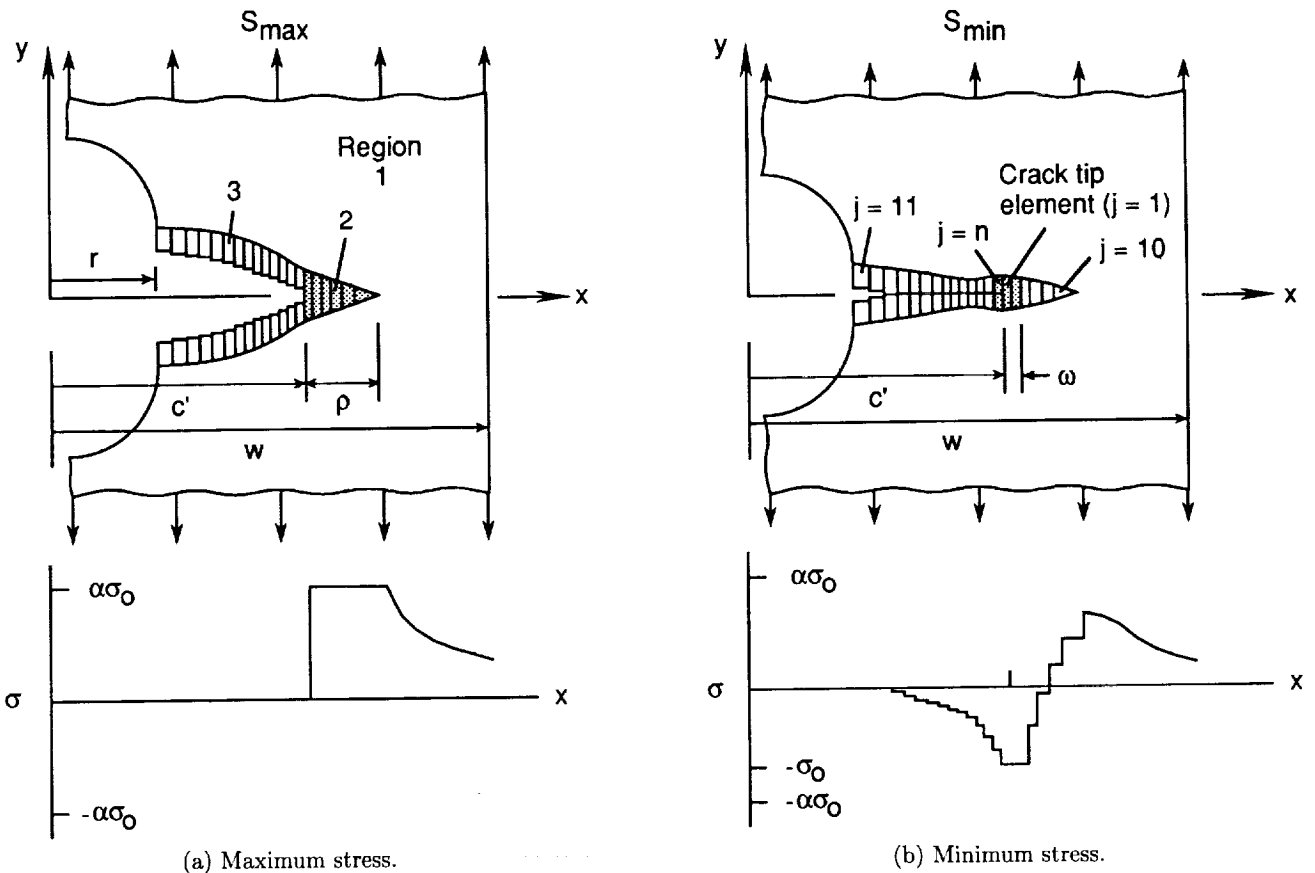 S_max
y
Region
1
3
2
r
x
c'
ρ
w
ασ_o
σ
x
-ασ_o
(a) Maximum stress.
S_min
y
Crack tip
element (j = 1)
j = 11
j = n
j = 10
x
ω
c'
w
ασ_o
σ
x
-σ_o
-ασ_o
(b) Minimum stress.